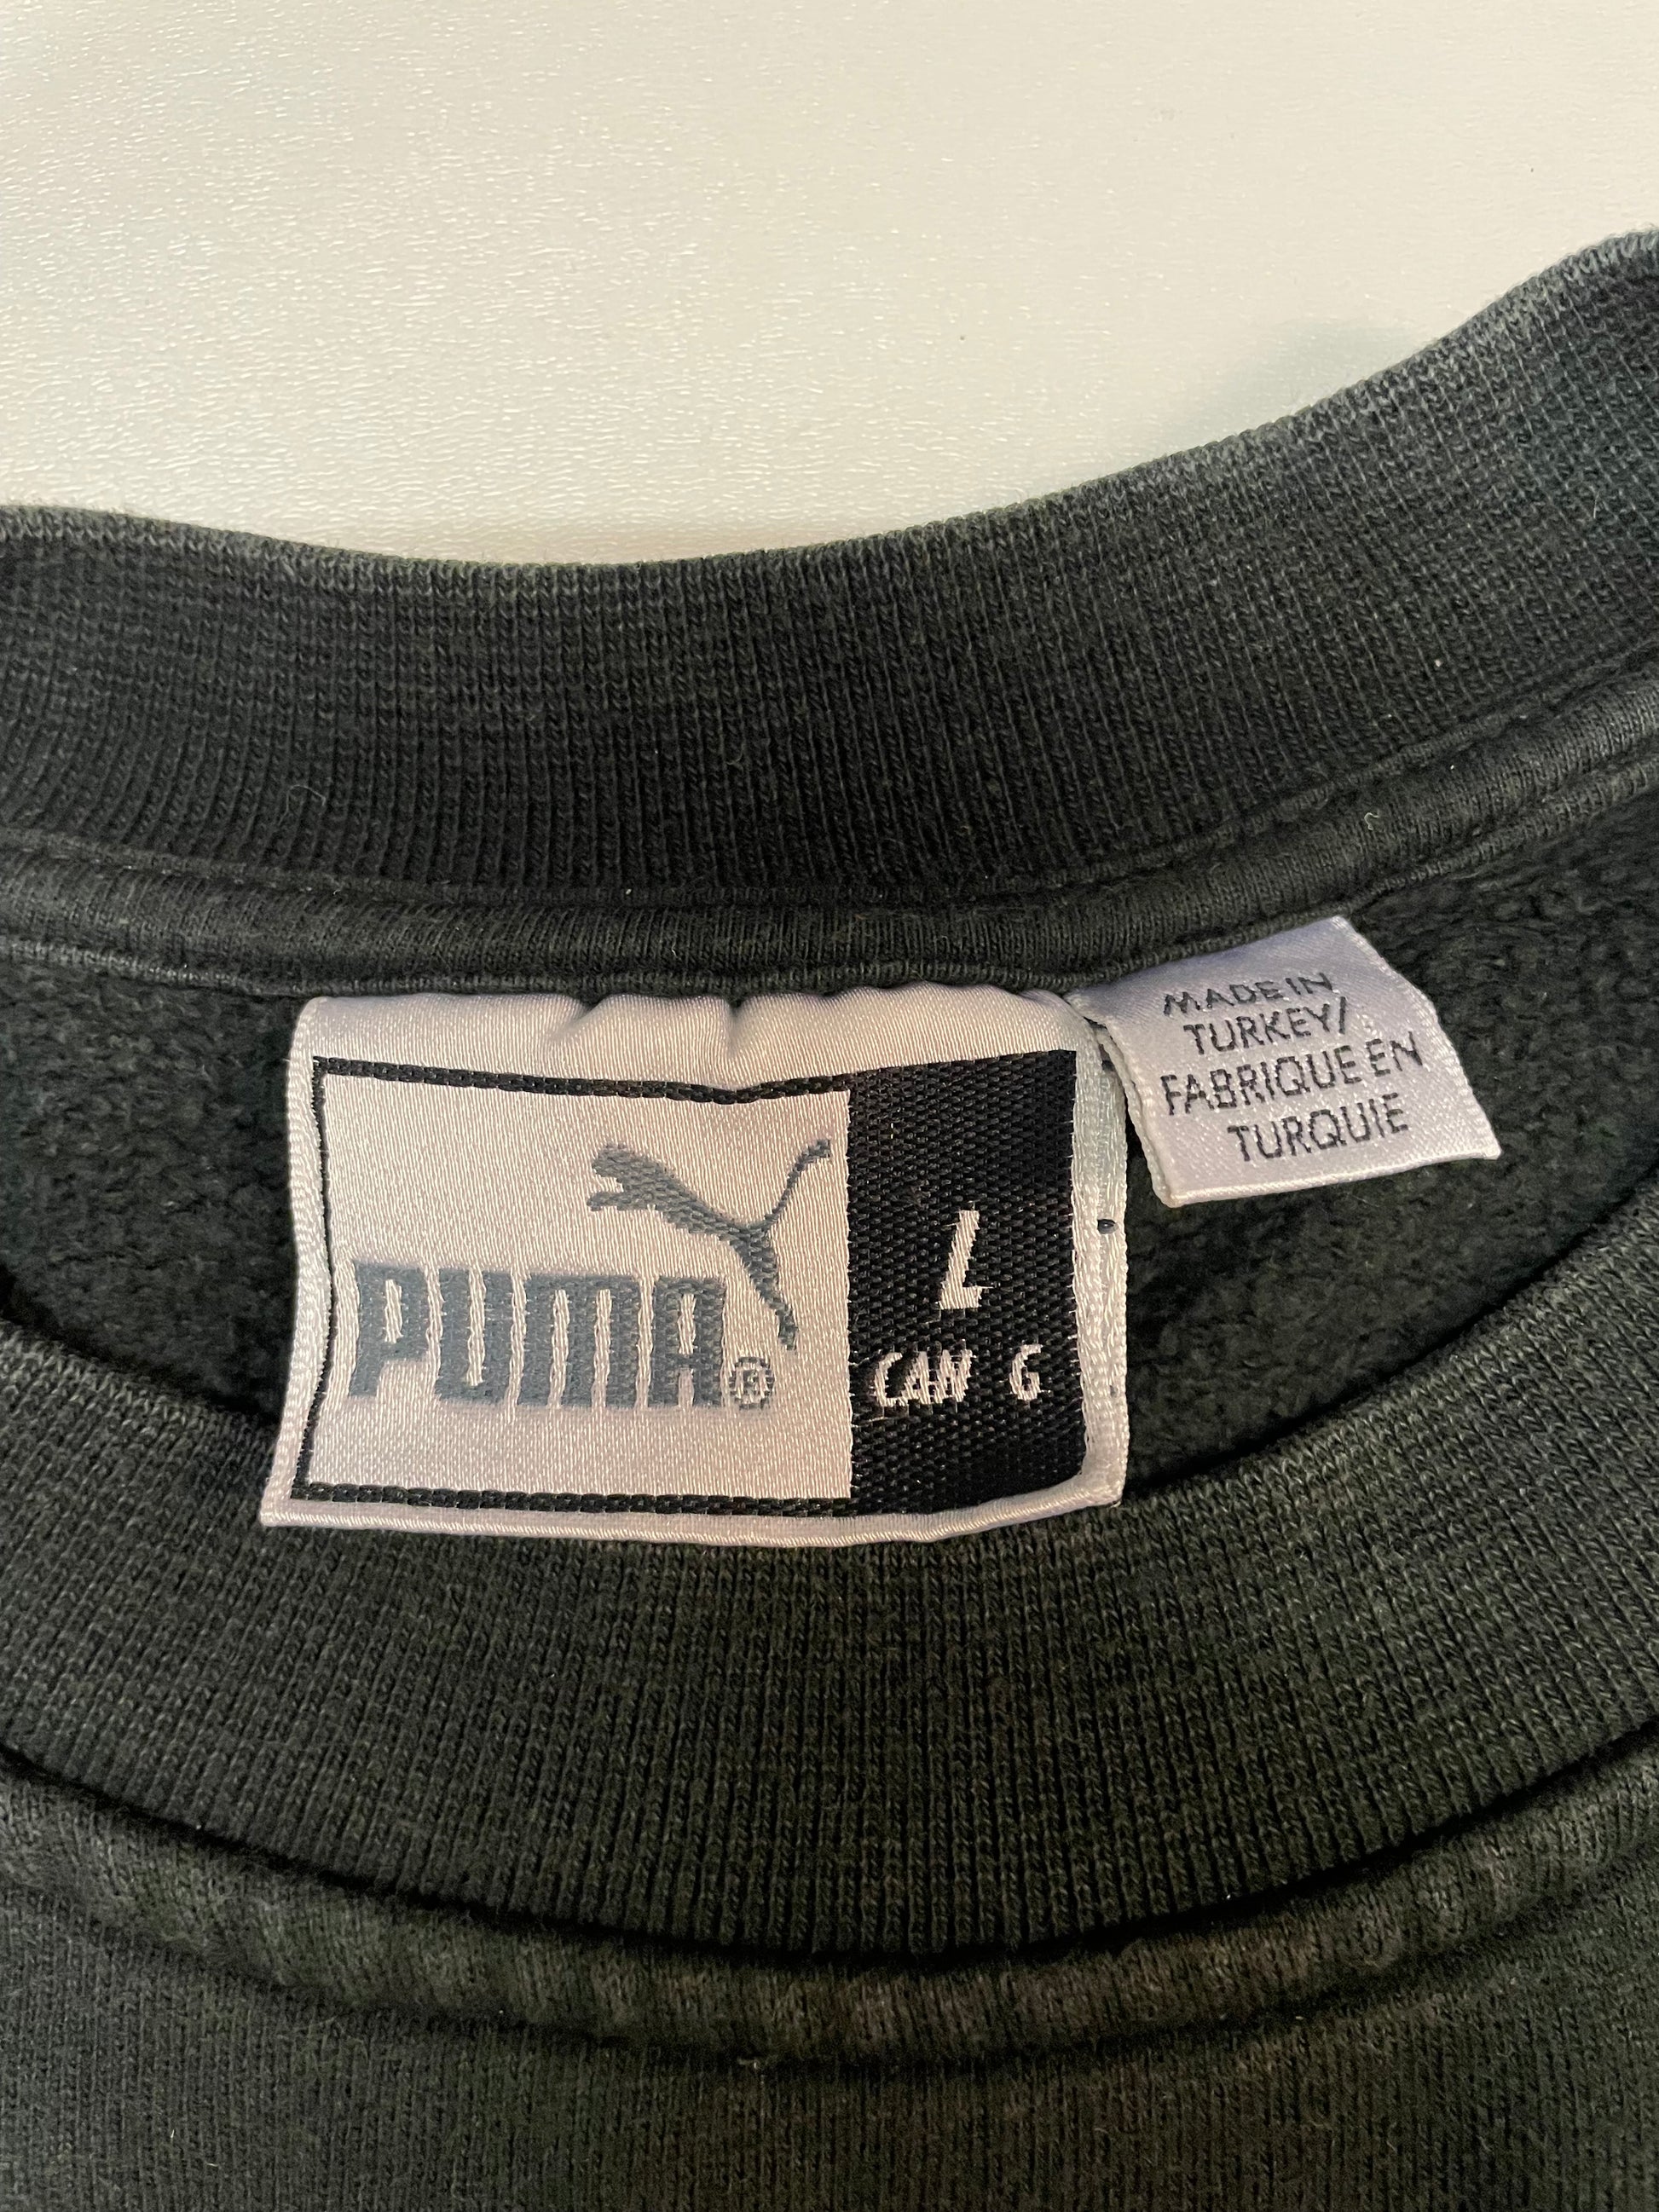 PUMA®
L
CAN G
MADE IN
TURKEY/
FABRIQUE EN
TURQUIE